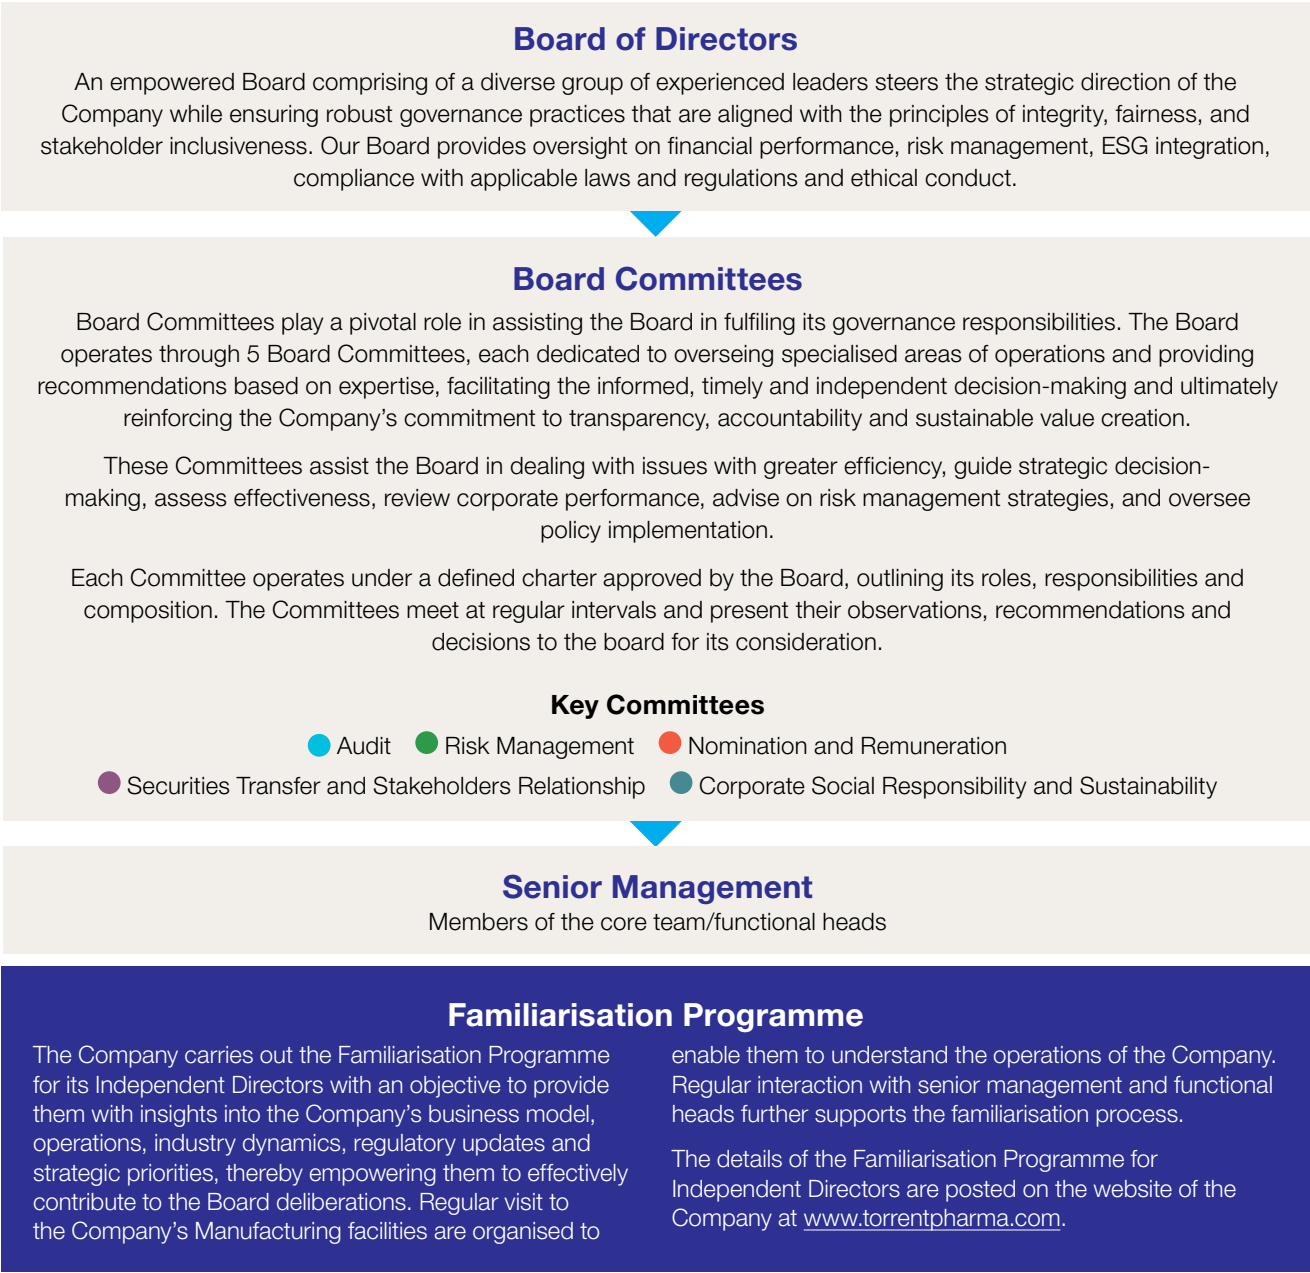 Board of Directors
An empowered Board comprising of a diverse group of experienced leaders steers the strategic direction of the
Company while ensuring robust governance practices that are aligned with the principles of integrity, fairness, and
stakeholder inclusiveness. Our Board provides oversight on financial performance, risk management, ESG integration,
compliance with applicable laws and regulations and ethical conduct.
Board Committees
Board Committees play a pivotal role in assisting the Board in fulfiling its governance responsibilities. The Board
operates through 5 Board Committees, each dedicated to overseing specialised areas of operations and providing
recommendations based on expertise, facilitating the informed, timely and independent decision-making and ultimately
reinforcing the Company's commitment to transparency, accountability and sustainable value creation.
These Committees assist the Board in dealing with issues with greater efficiency, guide strategic decision-
making, assess effectiveness, review corporate performance, advise on risk management strategies, and oversee
policy implementation.
Each Committee operates under a defined charter approved by the Board, outlining its roles, responsibilities and
composition. The Committees meet at regular intervals and present their observations, recommendations and
decisions to the board for its consideration.
Key Committees
Audit Risk Management Nomination and Remuneration
Securities Transfer and Stakeholders Relationship Corporate Social Responsibility and Sustainability
Senior Management
Members of the core team/functional heads
Familiarisation Programme
The Company carries out the Familiarisation Programme
for its Independent Directors with an objective to provide
them with insights into the Company's business model,
operations, industry dynamics, regulatory updates and
strategic priorities, thereby empowering them to effectively
contribute to the Board deliberations. Regular visit to
the Company's Manufacturing facilities are organised to
enable them to understand the operations of the Company.
Regular interaction with senior management and functional
heads further supports the familiarisation process.
The details of the Familiarisation Programme for
Independent Directors are posted on the website of the
Company at www.torrentpharma.com.